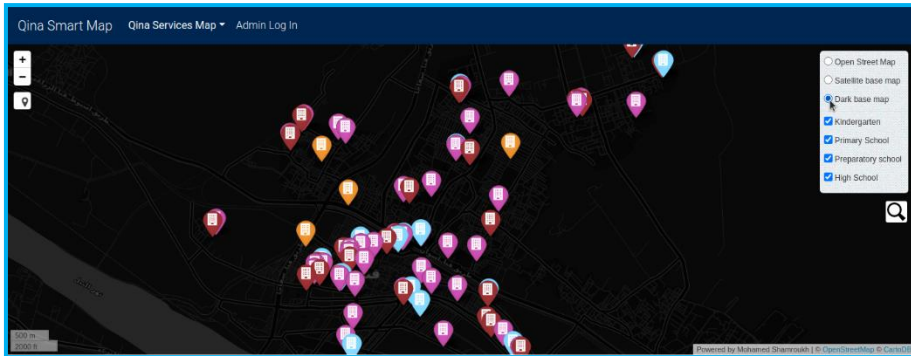 Qina Smart Map Qina Services Map Admin Log In
+
−
Open Street Map
Satellite base map
Dark base map
Kindergarten
Primary School
Preparatory school
High School
500 m
2000 ft
Powered by Mohamed Shamroukh | © OpenStreetMap © CartoDB